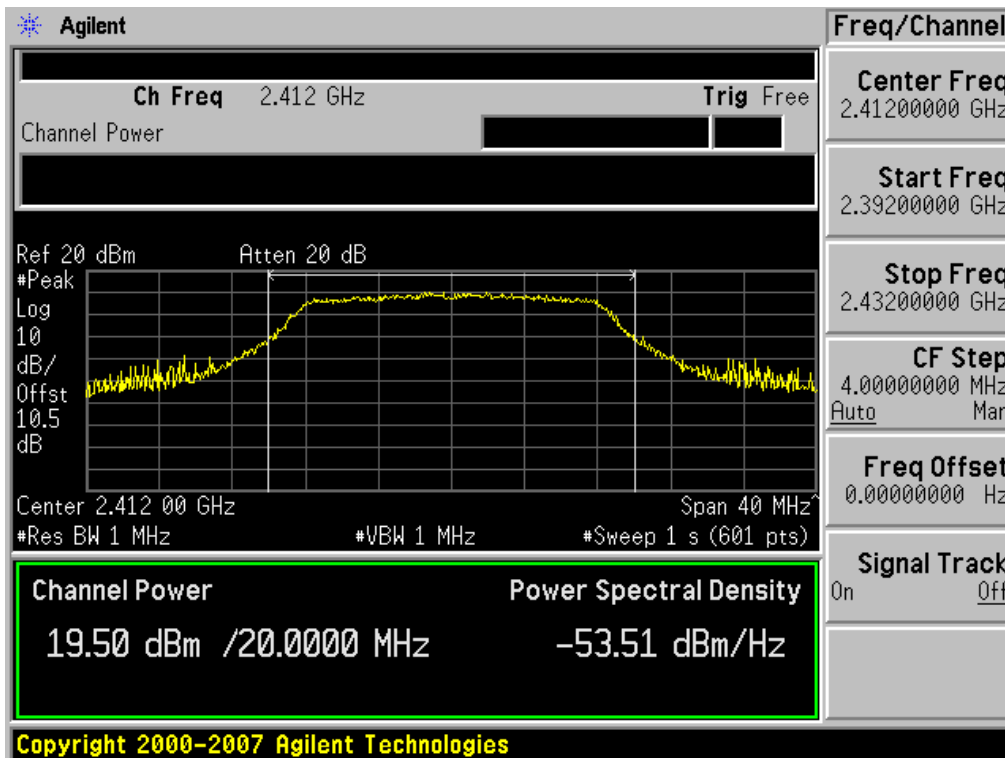 Agilent
Freq/Channel
Ch Freq 2.412 GHz Trig Free
Channel Power
Center Freq
2.41200000 GHz
Start Freq
2.39200000 GHz
Stop Freq
2.43200000 GHz
CF Step
4.00000000 MHz
Auto Man
Freq Offset
0.00000000 Hz
Signal Track
On Off
Ref 20 dBm Atten 20 dB
#Peak
Log
10
dB/
Offst
10.5
dB
Center 2.412 00 GHz Span 40 MHz^
#Res BW 1 MHz #VBW 1 MHz #Sweep 1 s (601 pts)
Channel Power Power Spectral Density
19.50 dBm /20.0000 MHz -53.51 dBm/Hz
Copyright 2000-2007 Agilent Technologies